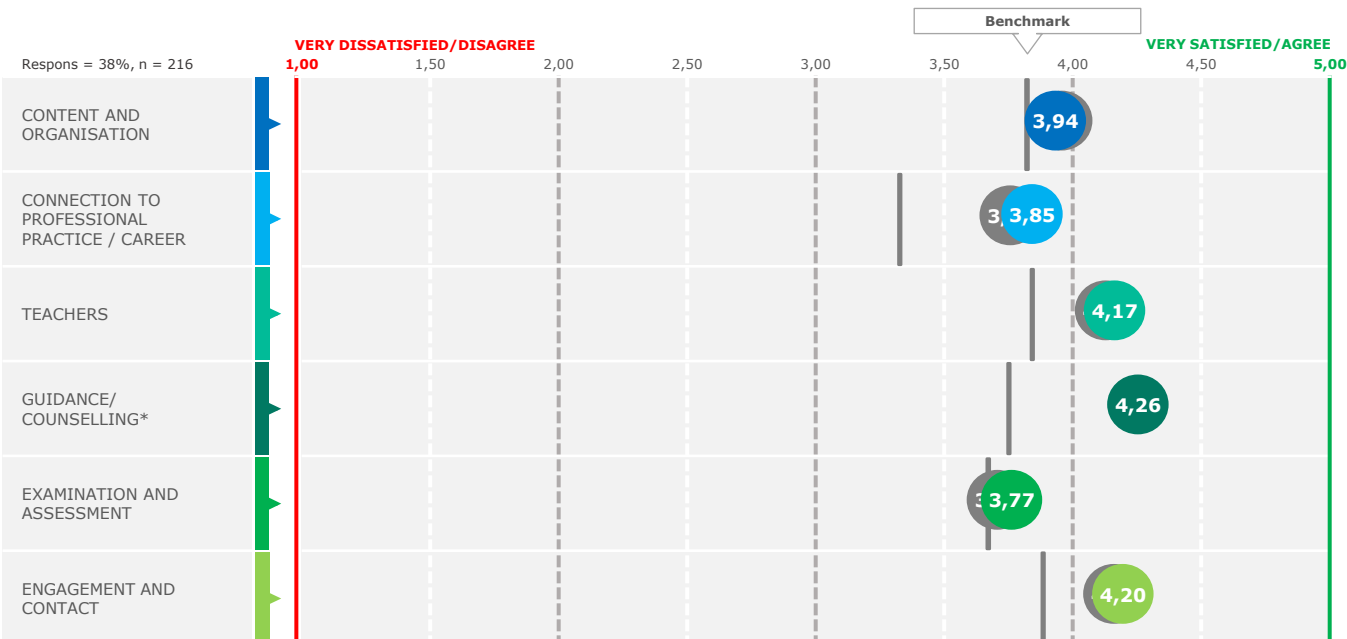 Benchmark
VERY DISSATISFIED/DISAGREE
VERY SATISFIED/AGREE
Respons = 38%, n = 216
1,00 1,50 2,00 2,50 3,00 3,50 4,00 4,50 5,00
CONTENT AND
ORGANISATION
3,94
CONNECTION TO
PROFESSIONAL
PRACTICE / CAREER
3,85
TEACHERS
4,17
GUIDANCE/
COUNSELLING*
4,26
EXAMINATION AND
ASSESSMENT
3,77
ENGAGEMENT AND
CONTACT
4,20